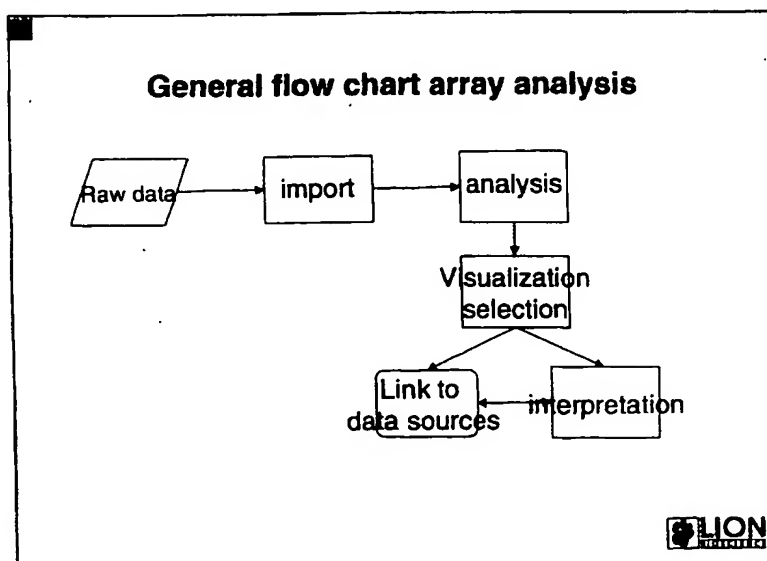 General flow chart array analysis
Raw data
import
analysis
Visualization
selection
Link to
data sources
interpretation
LION